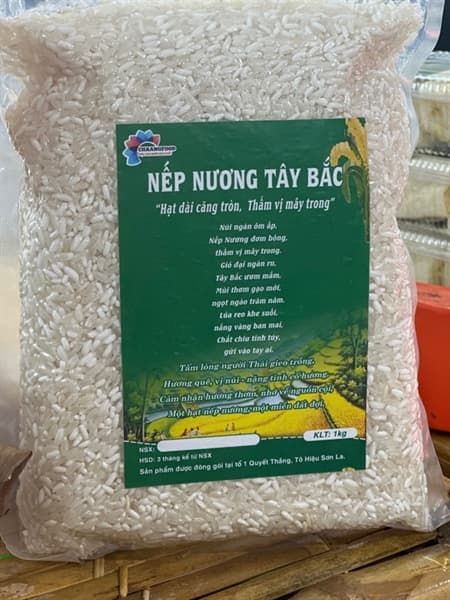 CHAANGFOOD
NẾP NƯƠNG TÂY BẮC
"Hạt dài căng tròn, Thẳm vị mây trong"
Núi ngàn ôm ấp,
Nếp Nương đơm bông,
thẳm vị mây trong.
Gió đại ngàn ru,
Tây Bắc ươm mầm,
Mùi thơm gạo mới,
ngọt ngào trăm năm.
Lúa reo khe suối,
nắng vàng ban mai,
Chắt chiu tinh túy,
gửi vào tay ai.
Tấm lòng người Thái gieo trồng,
Hương quê, vị núi - nặng tình cố hương.
Cảm nhận hương thơm, nhớ về nguồn cội,
Một hạt nếp nương, một miền đất đợi.
NSX:
KLT: 1kg
HSD: 3 tháng kể từ NSX
Sản phẩm được đóng gói tại tổ 1 Quyết Thắng, Tô Hiệu Sơn La.